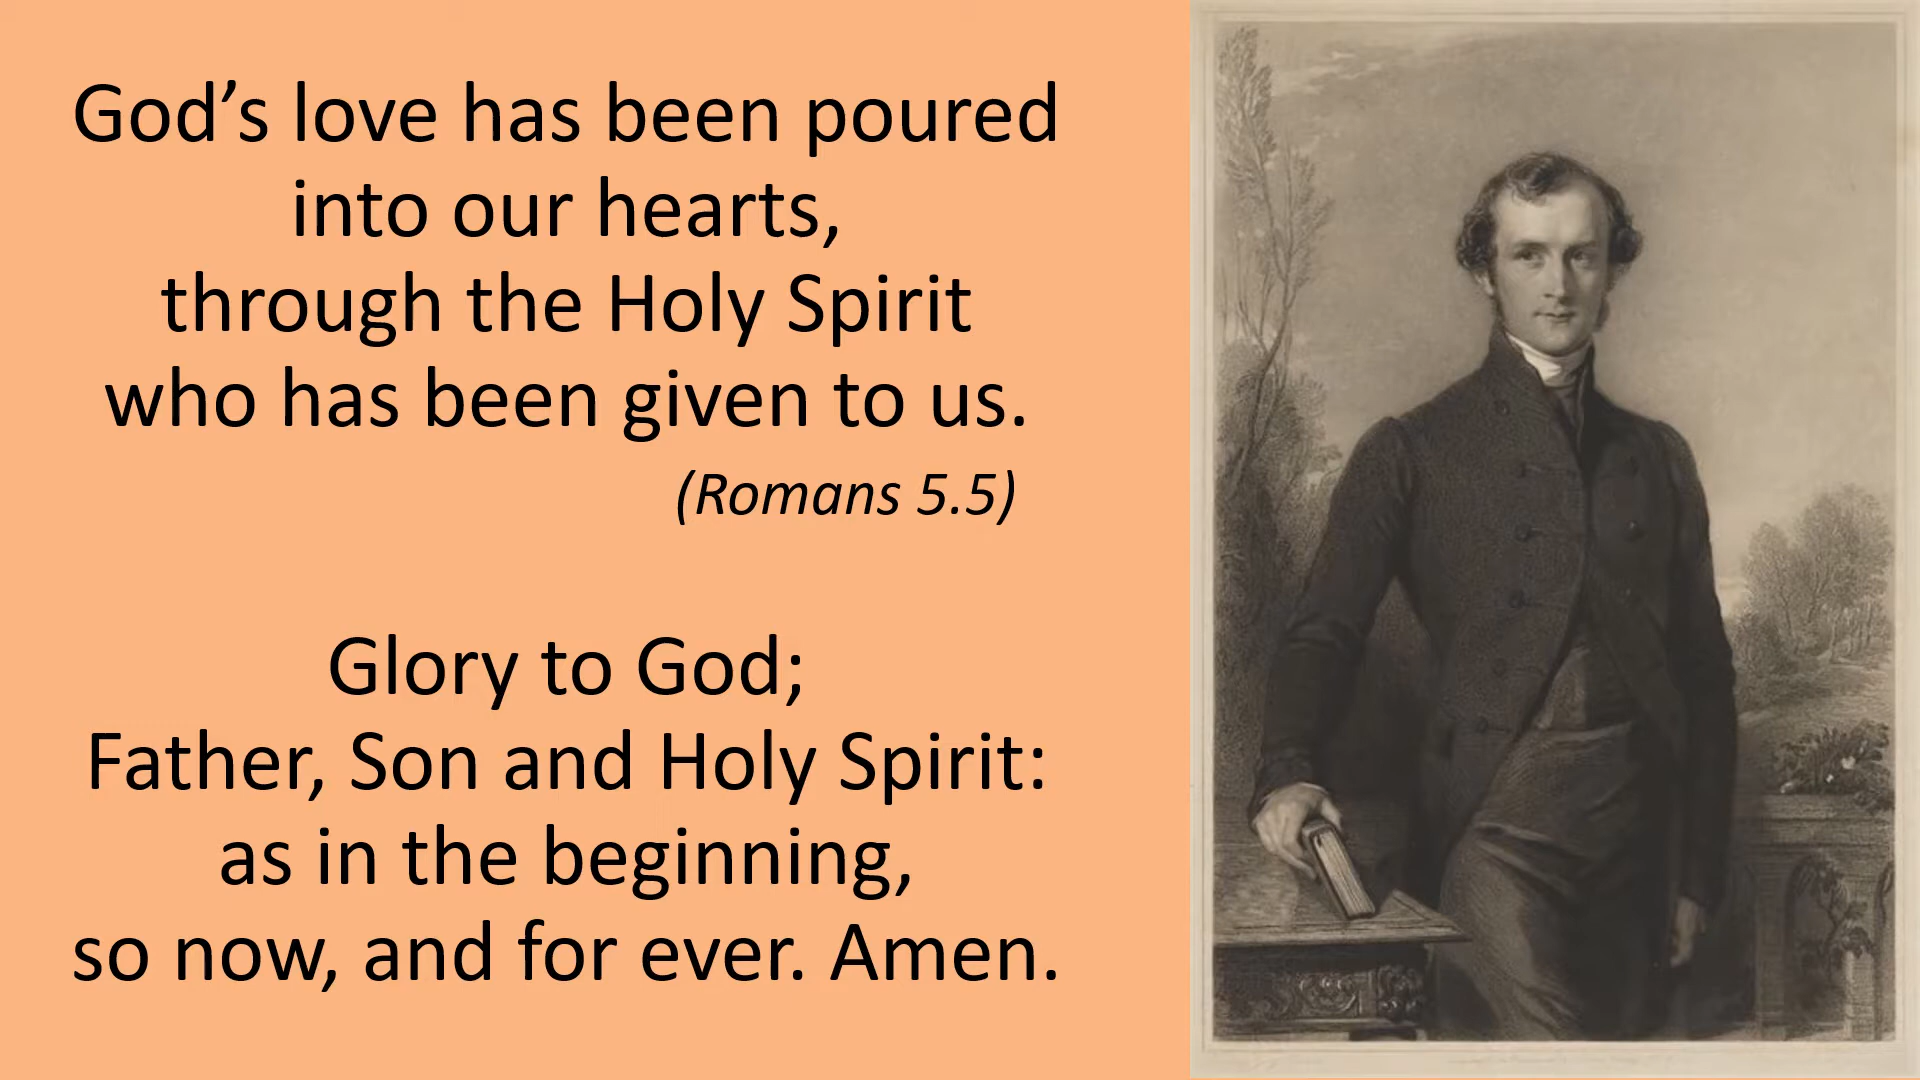 God’s love has been poured
into our hearts,
through the Holy Spirit
who has been given to us.
(Romans 5.5)
Glory to God;
Father, Son and Holy Spirit:
as in the beginning,
so now, and for ever. Amen.